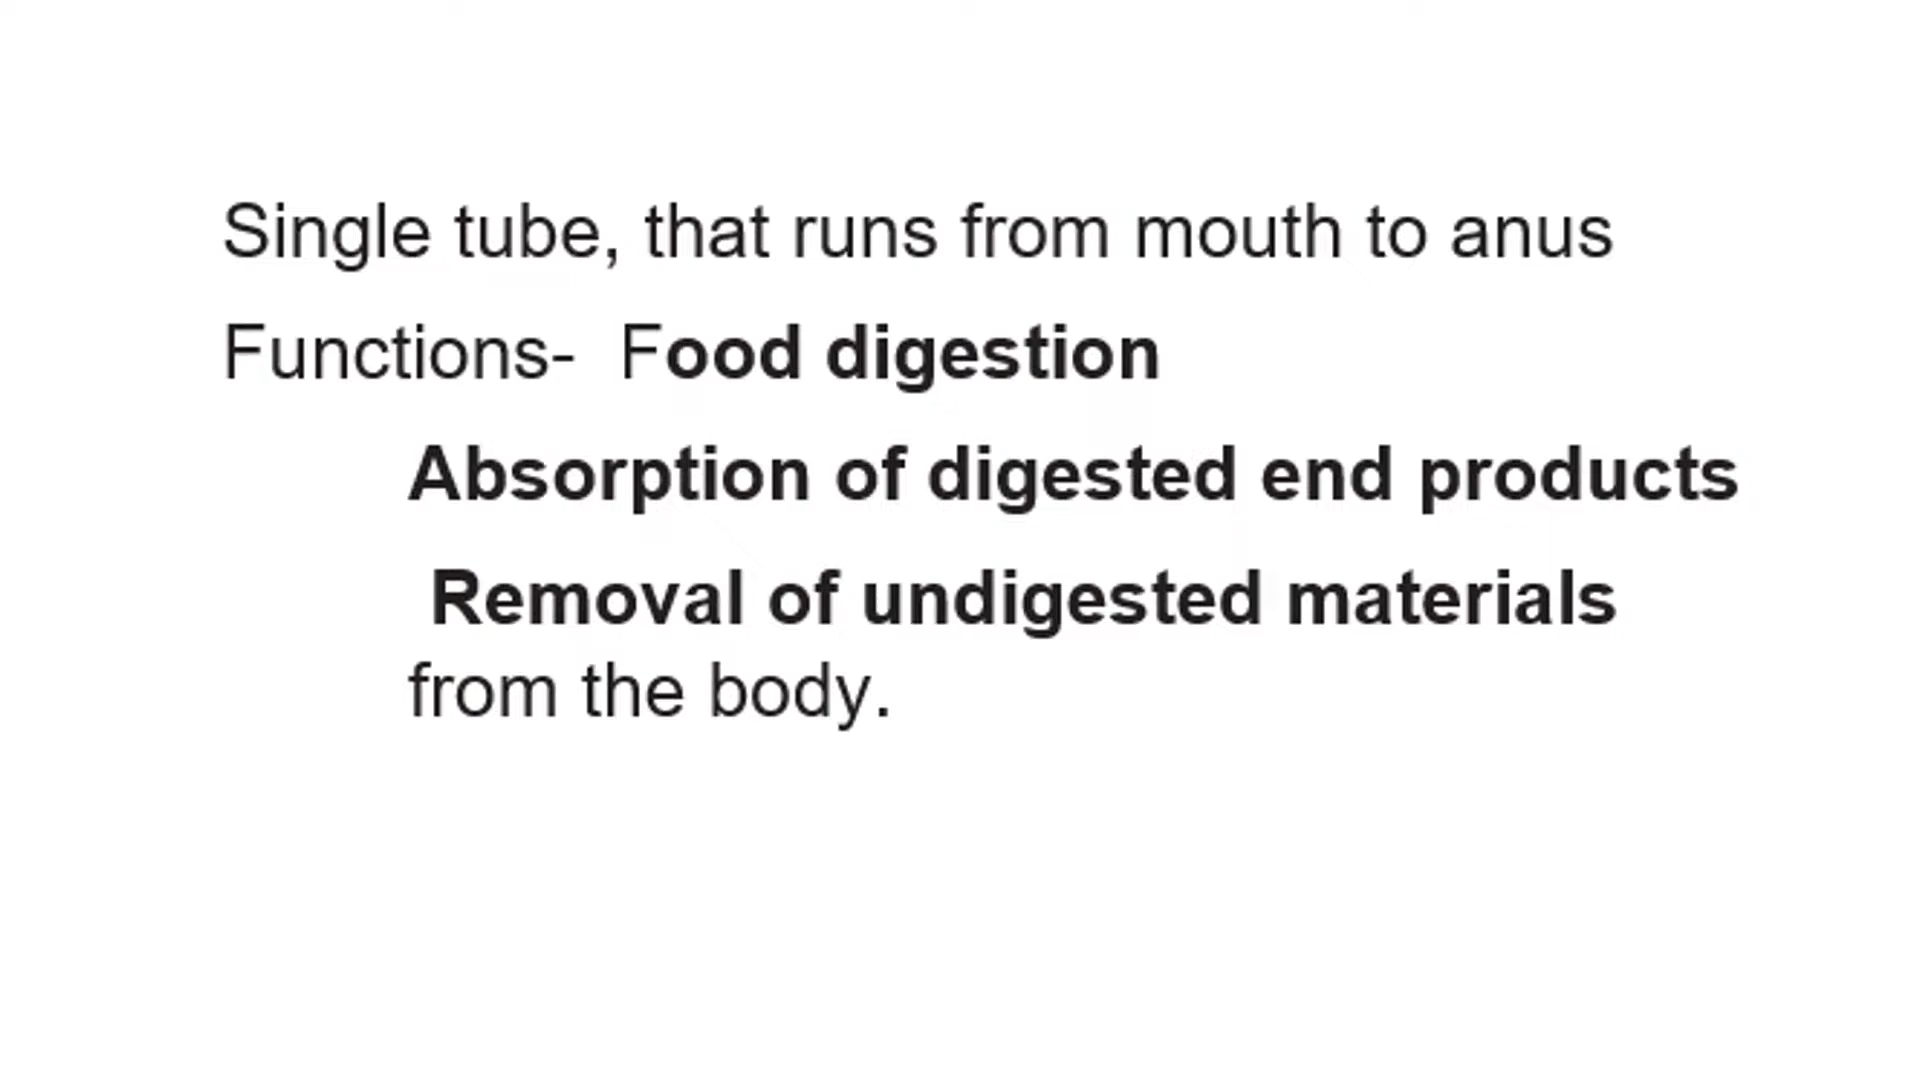 Single tube, that runs from mouth to anus
Functions-  Food digestion
Absorption of digested end products
Removal of undigested materials
from the body.